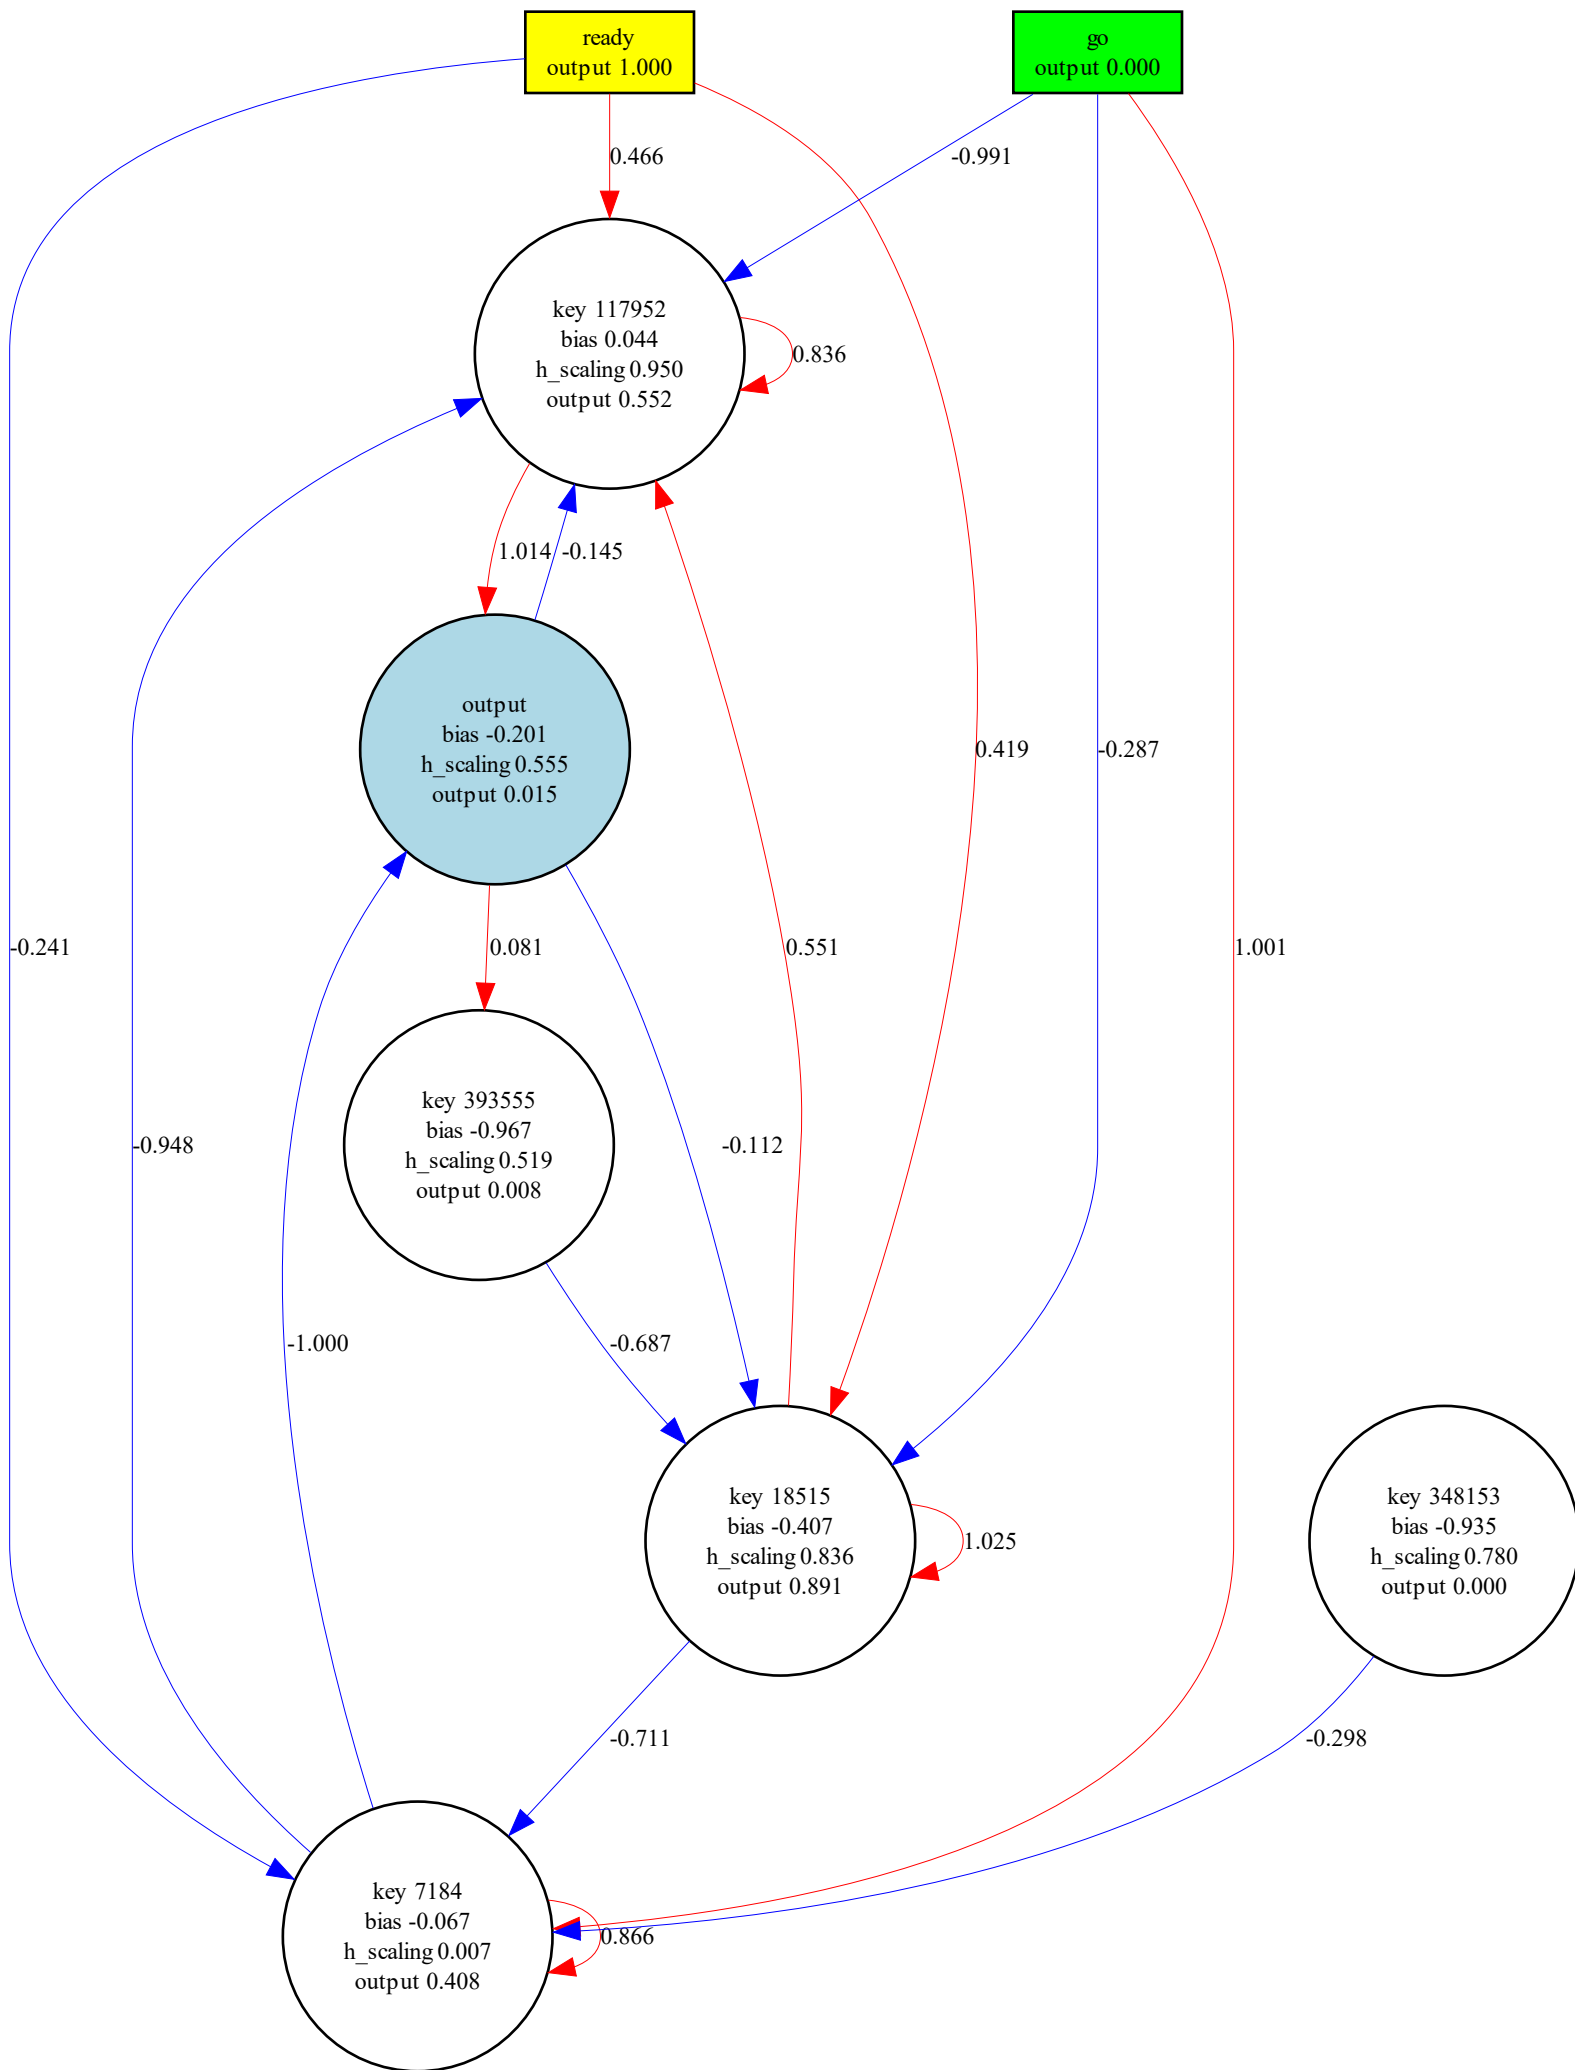 ready
output 1.000
go
output 0.000
0.466
-0.991
key 117952
bias 0.044
h_scaling 0.950
output 0.552
0.836
1.014
-0.145
output
bias -0.201
h_scaling 0.555
output 0.015
0.419
-0.287
-0.241
0.081
0.551
1.001
key 393555
bias -0.967
h_scaling 0.519
output 0.008
-0.948
-0.112
-1.000
-0.687
key 18515
bias -0.407
h_scaling 0.836
output 0.891
1.025
key 348153
bias -0.935
h_scaling 0.780
output 0.000
-0.711
-0.298
key 7184
bias -0.067
h_scaling 0.007
output 0.408
0.866